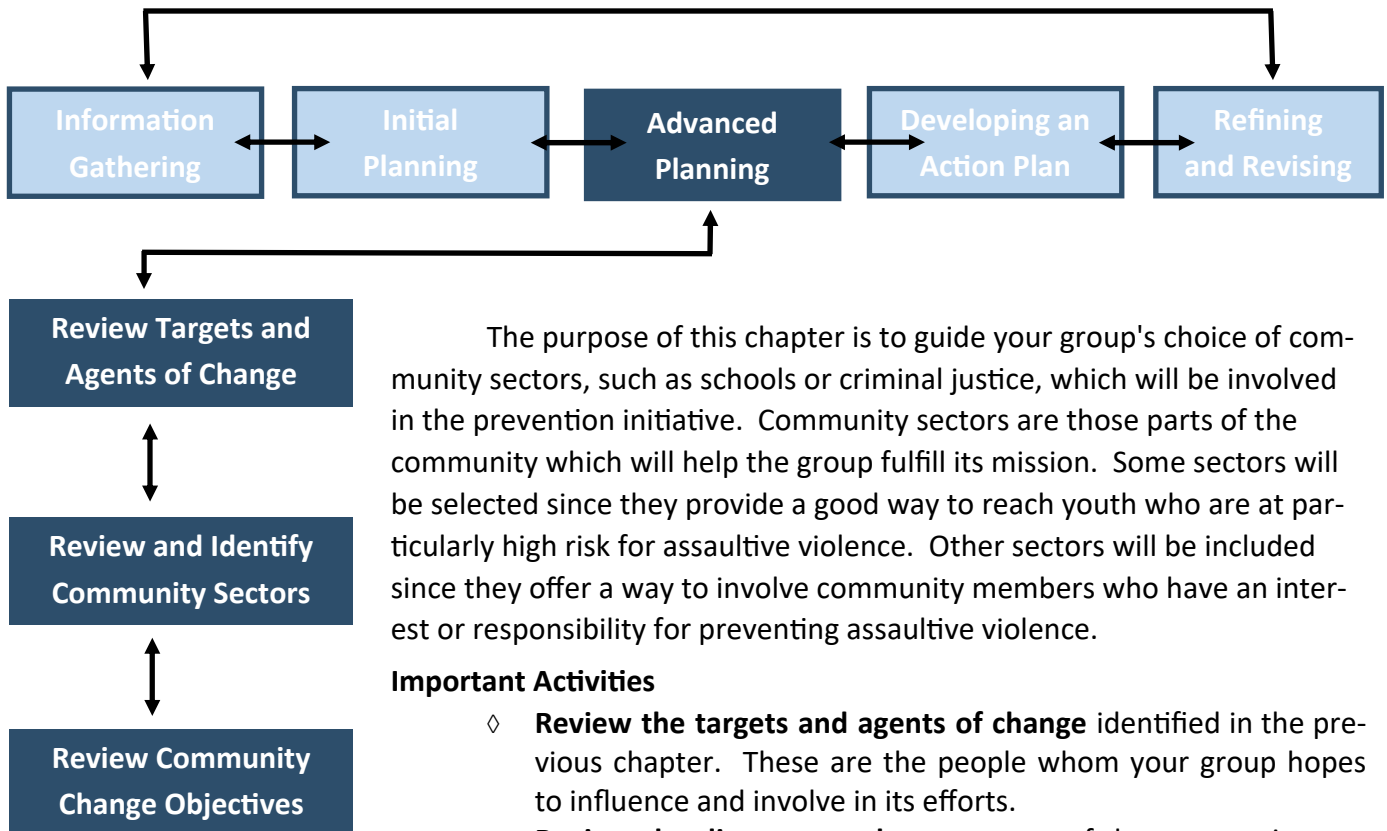 Information
Gathering
Initial
Planning
Advanced
Planning
Developing an
Action Plan
Refining
and Revising
Review Targets and
Agents of Change
Review and Identify
Community Sectors
Review Community
Change Objectives
The purpose of this chapter is to guide your group's choice of com-
munity sectors, such as schools or criminal justice, which will be involved
in the prevention initiative.  Community sectors are those parts of the
community which will help the group fulfill its mission.  Some sectors will
be selected since they provide a good way to reach youth who are at par-
ticularly high risk for assaultive violence.  Other sectors will be included
since they offer a way to involve community members who have an inter-
est or responsibility for preventing assaultive violence.
Important Activities
◊ Review the targets and agents of change identified in the pre-
vious chapter.  These are the people whom your group hopes
to influence and involve in its efforts.